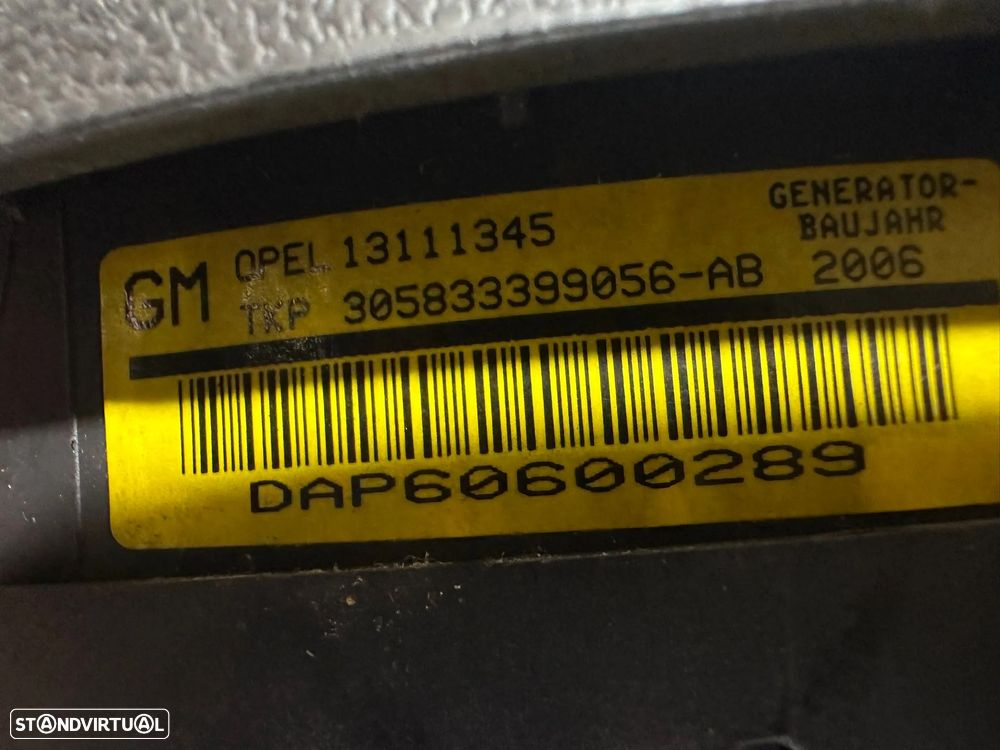 GM OPEL 13111345 GENERATOR-
BAUJAHR
TKP 305833399056-AB 2006
DAP60600289
STANDVIRTUAL